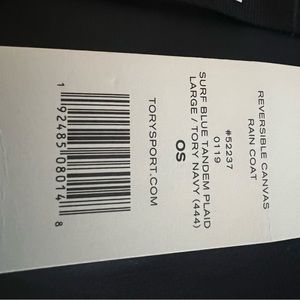 REVERSIBLE CANVAS
RAIN COAT
#52237
0119
SURF BLUE TANDEM PLAID
LARGE / TORY NAVY (444)
OS
TORYSPORT.COM
1 92485 08014 8